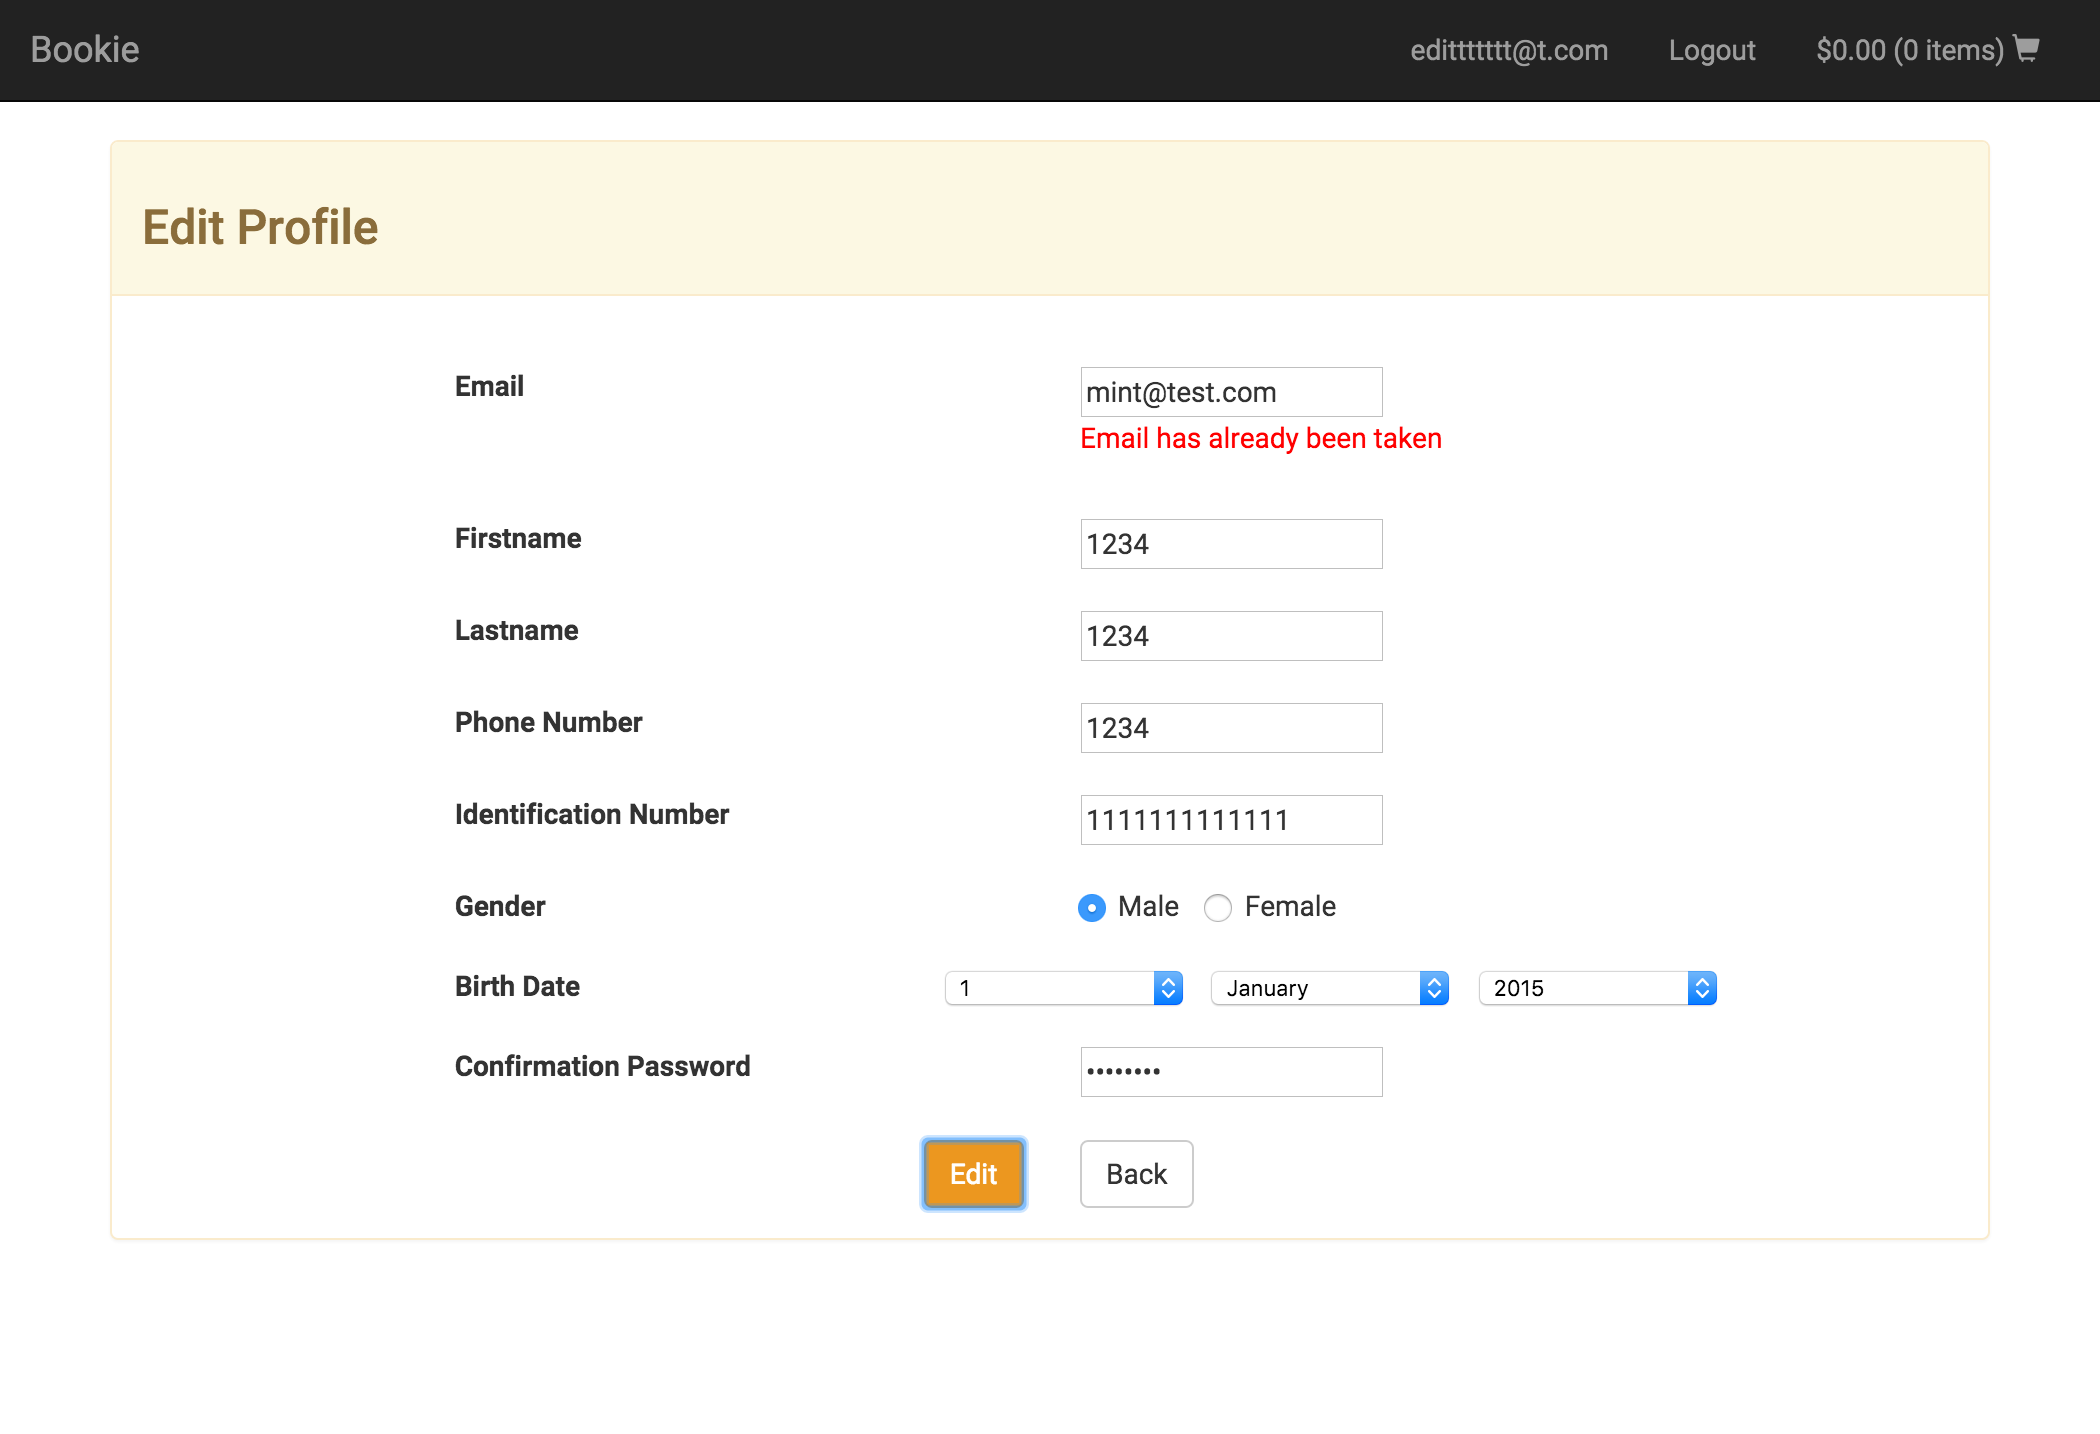 Bookie editttttttt@t.com Logout $0.00 (0 items)
Edit Profile
Email mint@test.com
Email has already been taken
Firstname 1234
Lastname 1234
Phone Number 1234
Identification Number 1111111111111
Gender Male Female
Birth Date 1 January 2015
Confirmation Password ••••••••
Edit Back